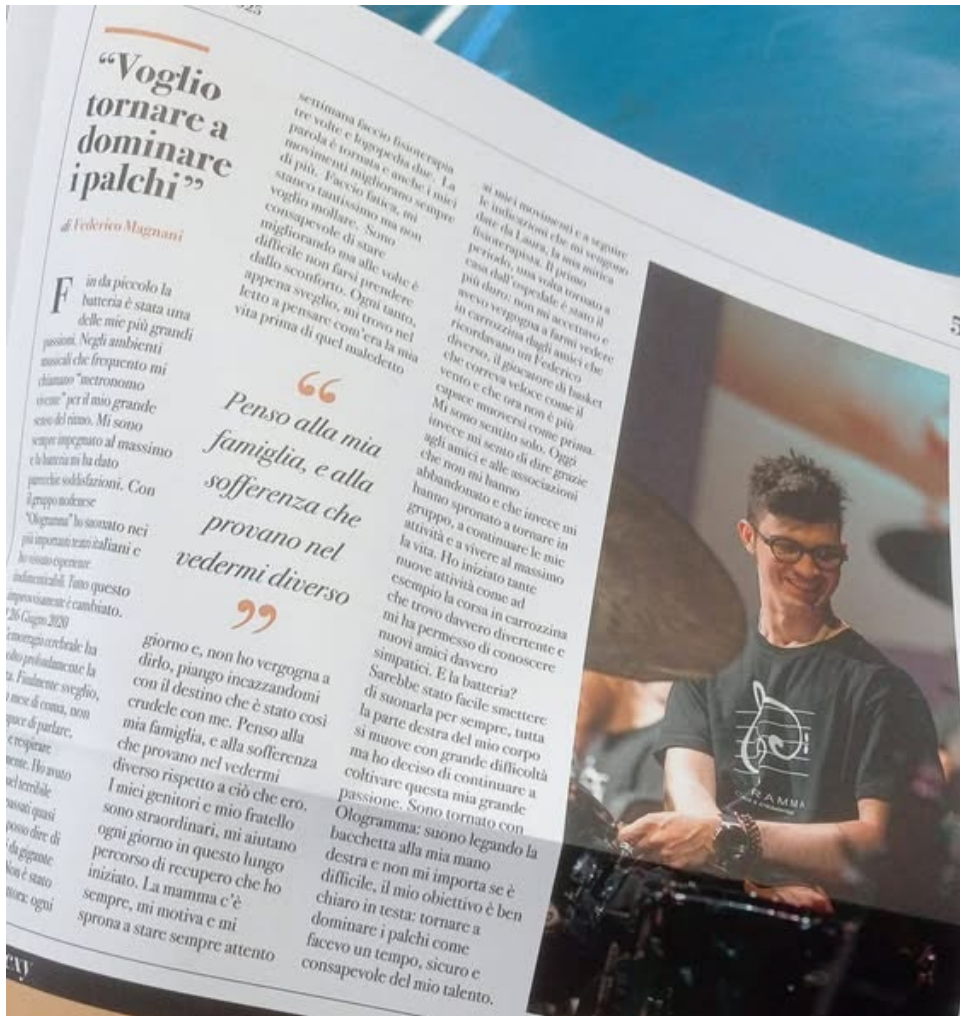 “Voglio
tornare a
dominare
i palchi”
di Federico Magnani
Fin da piccolo la
batteria è stata una
delle mie più grandi
passioni. Negli ambienti
musicali che frequento mi
chiamano “metronomo
vivente” per il mio grande
senso del ritmo. Mi sono
sempre impegnato al massimo
e la batteria mi ha dato
parecchie soddisfazioni. Con
il gruppo
“Ologramma” ho suonato nei
più importanti teatri italiani e
ho vissuto esperienze
indimenticabili. Tutto questo
improvvisamente è cambiato.
26 Giugno 2020
emorragia cerebrale ha
profondamente la
Finalmente sveglio,
mese di coma, non
di parlare,
e respirare
Ho avuto
terribile
passati quasi
posso dire di
da gigante
Non è stato
ogni
settimana faccio fisioterapia
tre volte e logopedia due. La
parola è tornata e anche i miei
movimenti migliorano sempre
di più. Faccio fatica, mi
stanco tantissimo ma non
voglio mollare. Sono
consapevole di stare
migliorando ma alle volte è
difficile non farsi prendere
dallo sconforto. Ogni tanto,
appena sveglio, mi trovo nel
letto a pensare com’era la mia
vita prima di quel maledetto
“
Penso alla mia
famiglia, e alla
sofferenza che
provano nel
vedermi diverso
”
giorno e, non ho vergogna a
dirlo, piango incazzandomi
con il destino che è stato così
crudele con me. Penso alla
mia famiglia, e alla sofferenza
che provano nel vedermi
diverso rispetto a ciò che ero.
I miei genitori e mio fratello
sono straordinari, mi aiutano
ogni giorno in questo lungo
percorso di recupero che ho
iniziato. La mamma c’è
sempre, mi motiva e mi
sprona a stare sempre attento
ai miei movimenti e a seguire
le indicazioni che mi vengono
date da Laura, la mia mitica
fisioterapista. Il primo
periodo, una volta tornato a
casa dall’ospedale è stato il
più duro: non mi accettavo e
avevo vergogna a farmi vedere
in carrozzina dagli amici che
ricordavano un Federico
diverso, il giocatore di basket
che correva veloce come il
vento e che ora non è più
capace muoversi come prima.
Mi sono sentito solo. Oggi
invece mi sento di dire grazie
agli amici e alle associazioni
che non mi hanno
abbandonato e che invece mi
hanno spronato a tornare in
gruppo, a continuare le mie
attività e a vivere al massimo
la vita. Ho iniziato tante
nuove attività come ad
esempio la corsa in carrozzina
che trovo davvero divertente e
mi ha permesso di conoscere
nuovi amici davvero
simpatici. E la batteria?
Sarebbe stato facile smettere
di suonarla per sempre, tutta
la parte destra del mio corpo
si muove con grande difficoltà
ma ho deciso di continuare a
coltivare questa mia grande
passione. Sono tornato con
Ologramma: suono legando la
bacchetta alla mia mano
destra e non mi importa se è
difficile, il mio obiettivo è ben
chiaro in testa: tornare a
dominare i palchi come
facevo un tempo, sicuro e
consapevole del mio talento.
5
RAMMA